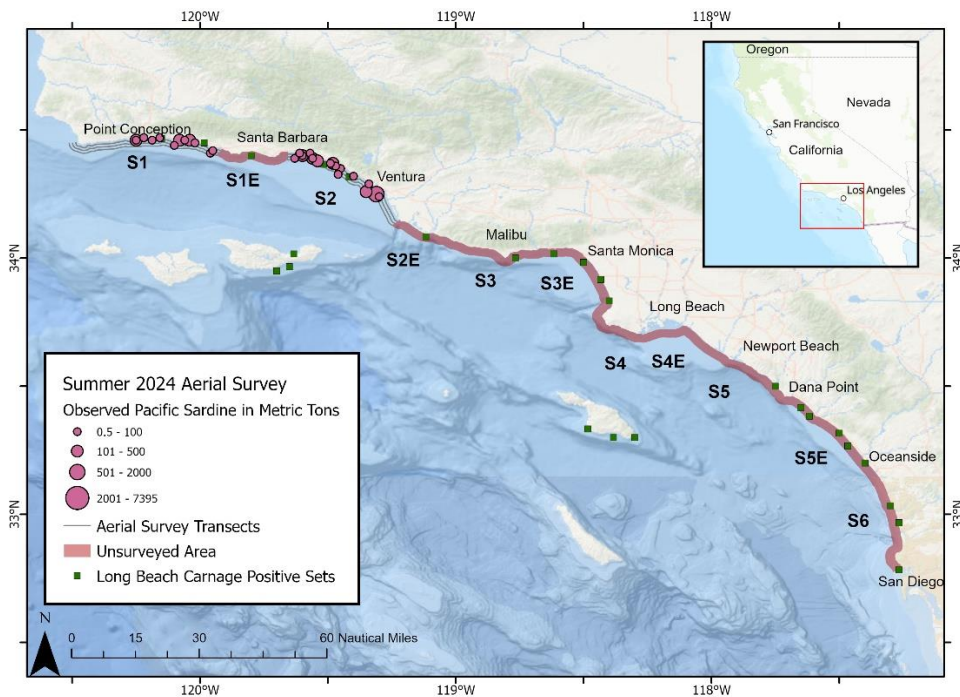 120°W
119°W
118°W
Oregon
Nevada
San Francisco
California
Los Angeles
Point Conception
Santa Barbara
S1
S1E
S2
Ventura
34°N
34°N
S2E
Malibu
S3
S3E
Santa Monica
Long Beach
S4
S4E
Newport Beach
S5
Dana Point
S5E
Oceanside
33°N
33°N
S6
San Diego
Summer 2024 Aerial Survey
Observed Pacific Sardine in Metric Tons
0.5 - 100
101 - 500
501 - 2000
2001 - 7395
Aerial Survey Transects
Unsurveyed Area
Long Beach Carnage Positive Sets
N
0 15 30 60 Nautical Miles
120°W
119°W
118°W